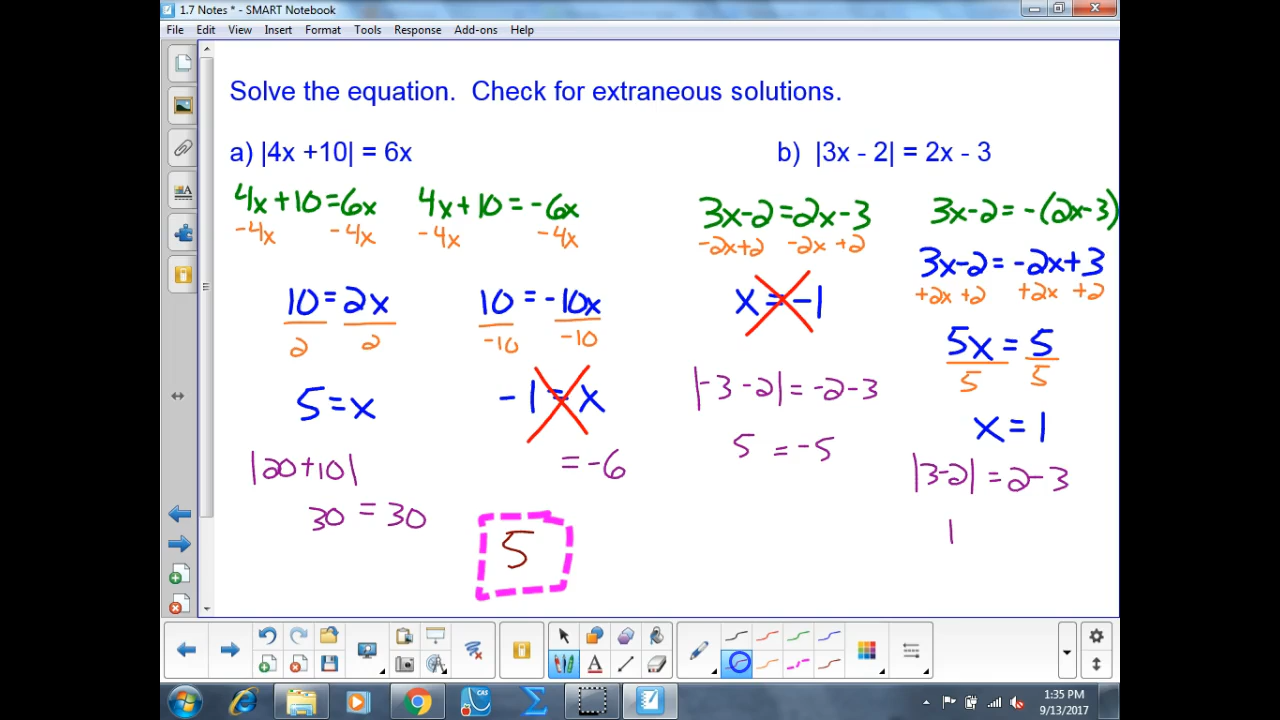 1.7 Notes * - SMART Notebook
File Edit View Insert Format Tools Response Add-ons Help
Solve the equation. Check for extraneous solutions.
a) |4x +10| = 6x
4x+10=6x 4x+10=-6x
-4x -4x -4x -4x
10=2x 10=-10x
2 2 -10 -10
5=x -1=x
|20+10| =-6
30=30
5
b) |3x - 2| = 2x - 3
3x-2=2x-3 3x-2=-(2x-3)
-2x+2 -2x+2 3x-2=-2x+3
+2x +2 +2x +2
x=-1 5x=5
5 5
|-3-2|=-2-3 x=1
5=-5 |3-2|=2-3
1
CAS
1:35 PM
9/13/2017